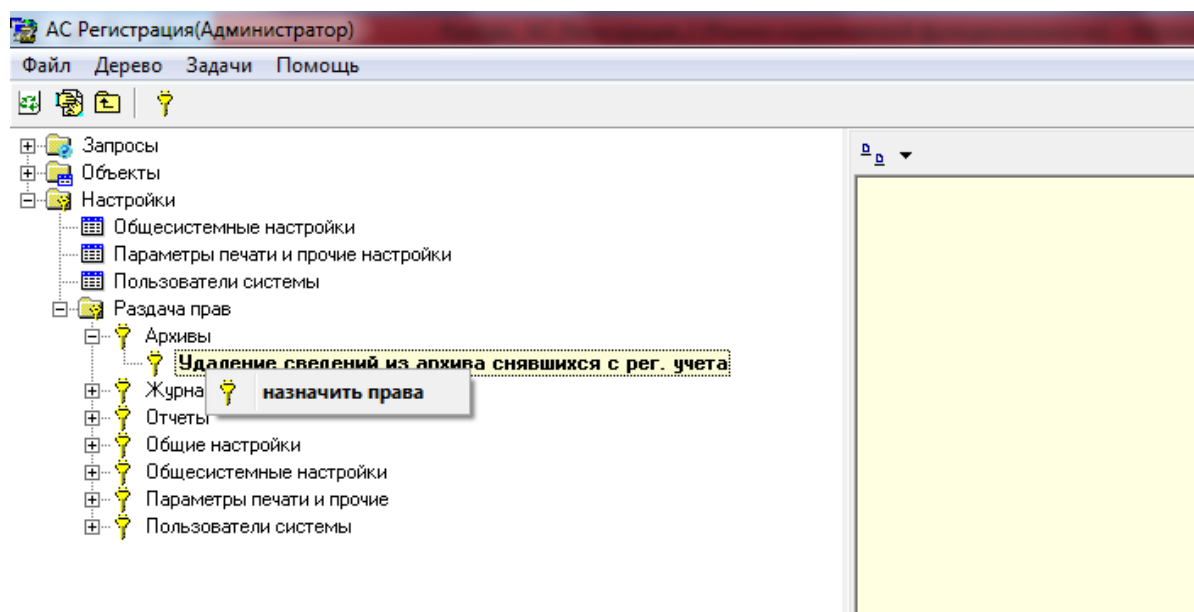 АС Регистрация(Администратор)
Файл Дерево Задачи Помощь
Запросы
Объекты
Настройки
Общесистемные настройки
Параметры печати и прочие настройки
Пользователи системы
Раздача прав
Архивы
Удаление сведений из архива снявшихся с рег. учета
Журна
назначить права
Отчеты
Общие настройки
Общесистемные настройки
Параметры печати и прочие
Пользователи системы